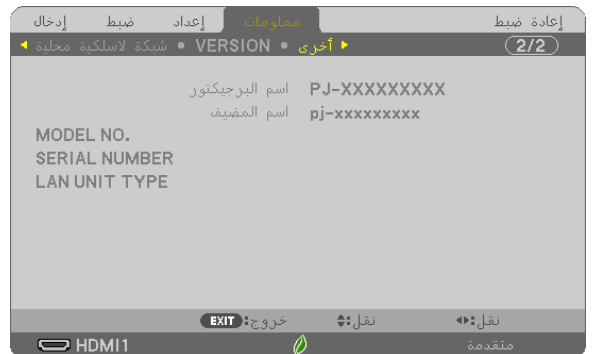 إدخال ضبط إعداد معلومات إعادة ضبط
◀ شبكة لاسلكية محلية • VERSION • أخرى ▶ 2/2
اسم البرجيكتور PJ-XXXXXXXXX
اسم المضيف pj-xxxxxxxxx
MODEL NO.
SERIAL NUMBER
LAN UNIT TYPE
EXIT:خروج نقل: نقل:
HDMI1 متقدمة